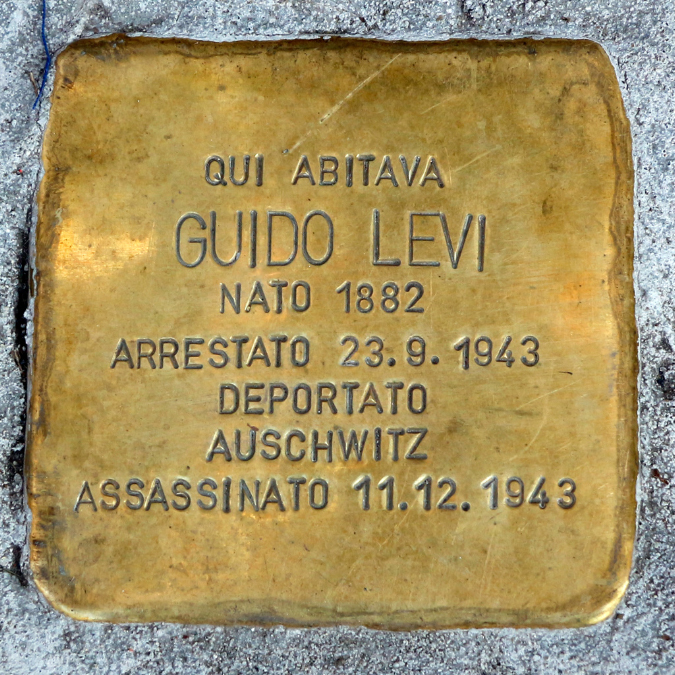 QUI ABITAVA
GUIDO LEVI
NATO 1882
ARRESTATO 23.9.1943
DEPORTATO
AUSCHWITZ
ASSASSINATO 11.12.1943